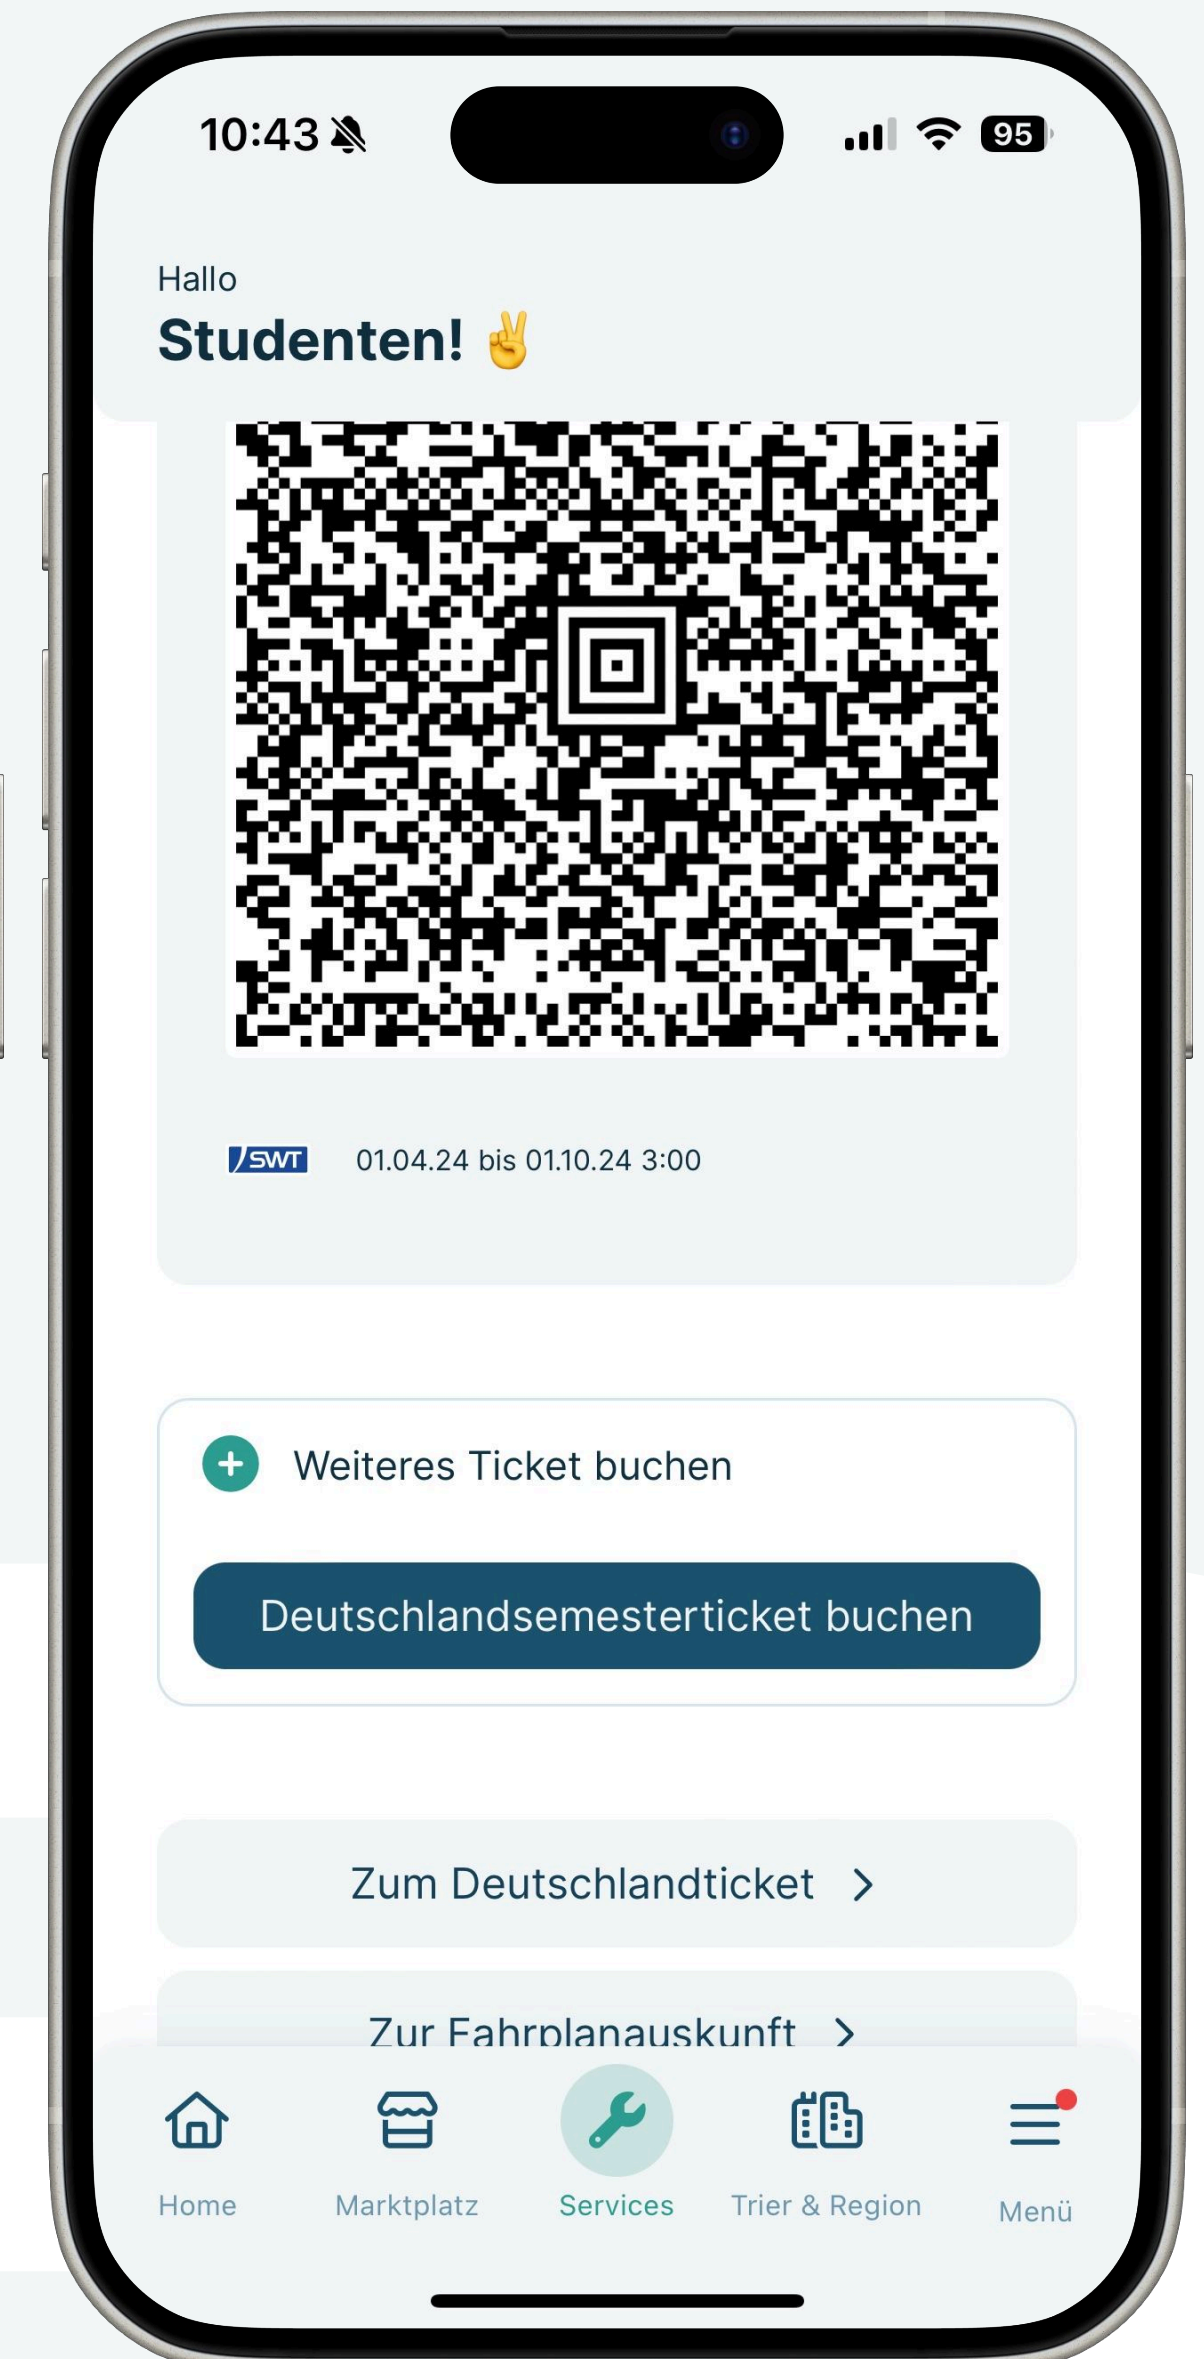 10:43
95
Hallo
Studenten! ✌️
SWT
01.04.24 bis 01.10.24 3:00
Weiteres Ticket buchen
Deutschlandsemesterticket buchen
Zum Deutschlandticket
Zur Fahrplanauskunft
Home
Marktplatz
Services
Trier & Region
Menü